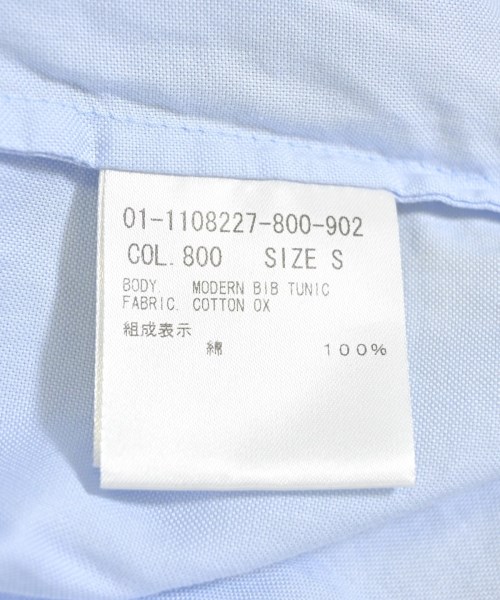 01-1108227-800-902
COL. 800 SIZE S
BODY. MODERN BIB TUNIC
FABRIC. COTTON OX
組成表示
綿 100%